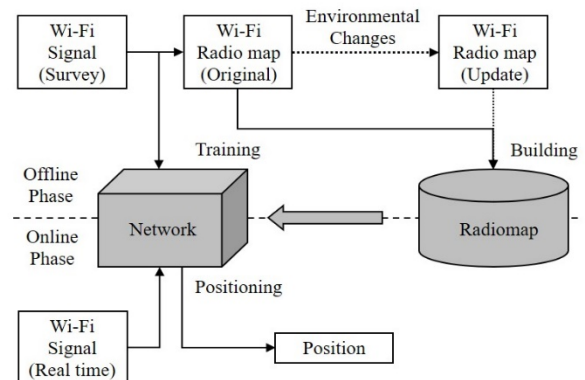 Wi-Fi
Signal
(Survey)
Wi-Fi
Radio map
(Original)
Environmental
Changes
Wi-Fi
Radio map
(Update)
Training
Building
Offline
Phase
Online
Phase
Network
Radiomap
Positioning
Wi-Fi
Signal
(Real time)
Position